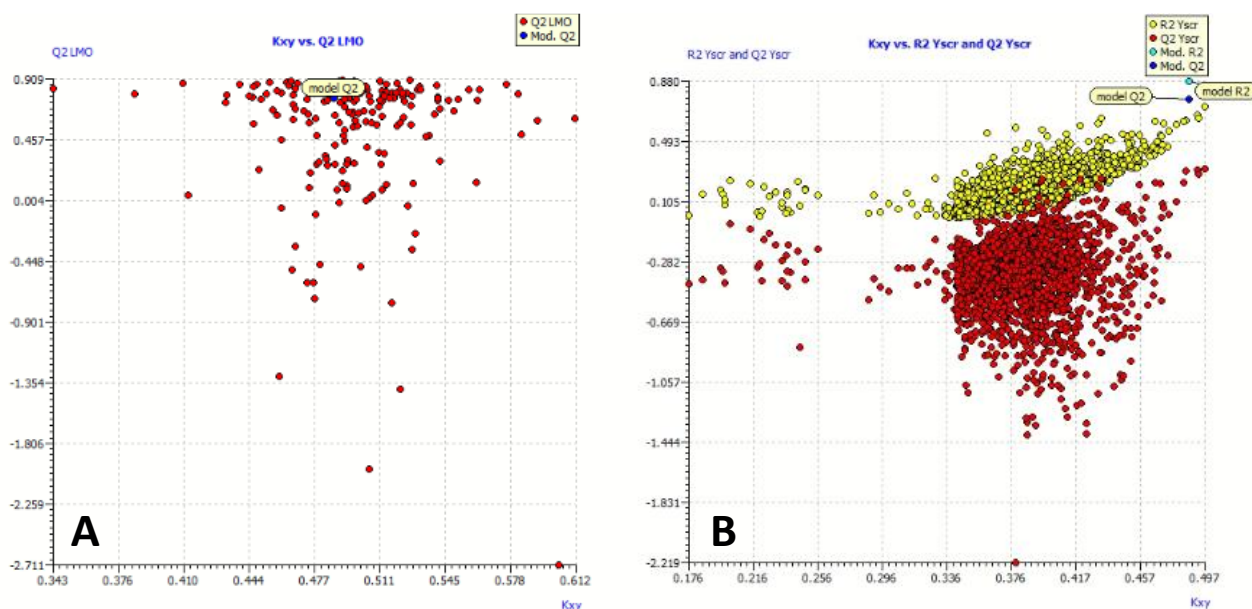 Kxy vs. Q2 LMO
Q2 LMO
Q2 LMO
Mod. Q2
model Q2
0.909
0.457
0.004
-0.448
-0.901
-1.354
-1.806
-2.259
-2.711
0.343 0.376 0.410 0.444 0.477 0.511 0.545 0.578 0.612
Kxy
A
Kxy vs. R2 Yscr and Q2 Yscr
R2 Yscr and Q2 Yscr
R2 Yscr
Q2 Yscr
Mod. R2
Mod. Q2
model Q2
model R2
0.880
0.493
0.105
-0.282
-0.669
-1.057
-1.444
-1.831
-2.219
0.176 0.216 0.256 0.296 0.336 0.376 0.417 0.457 0.497
Kxy
B